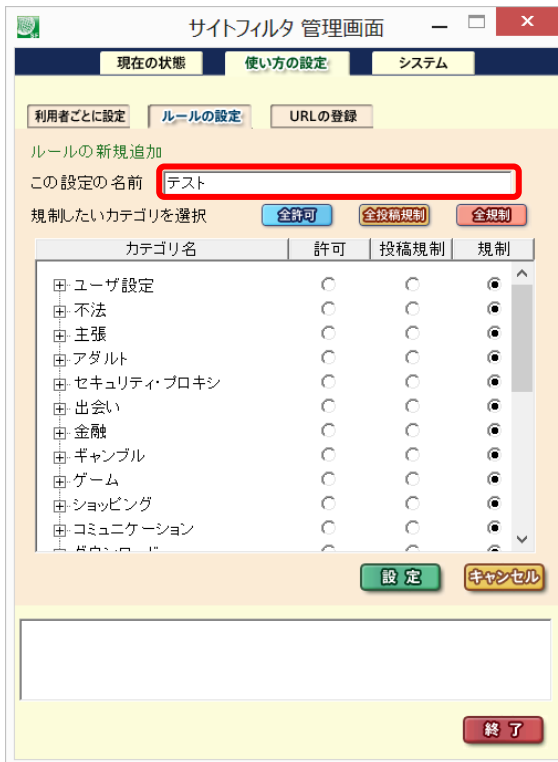 サイトフィルタ 管理画面
現在の状態 使い方の設定 システム
利用者ごとに設定 ルールの設定 URLの登録
ルールの新規追加
この設定の名前 テスト
規制したいカテゴリを選択 全許可 全投稿規制 全規制
カテゴリ名 許可 投稿規制 規制
ユーザ設定
不法
主張
アダルト
セキュリティ・プロキシ
出会い
金融
ギャンブル
ゲーム
ショッピング
コミュニケーション
ダウンロード
設定 キャンセル
終了